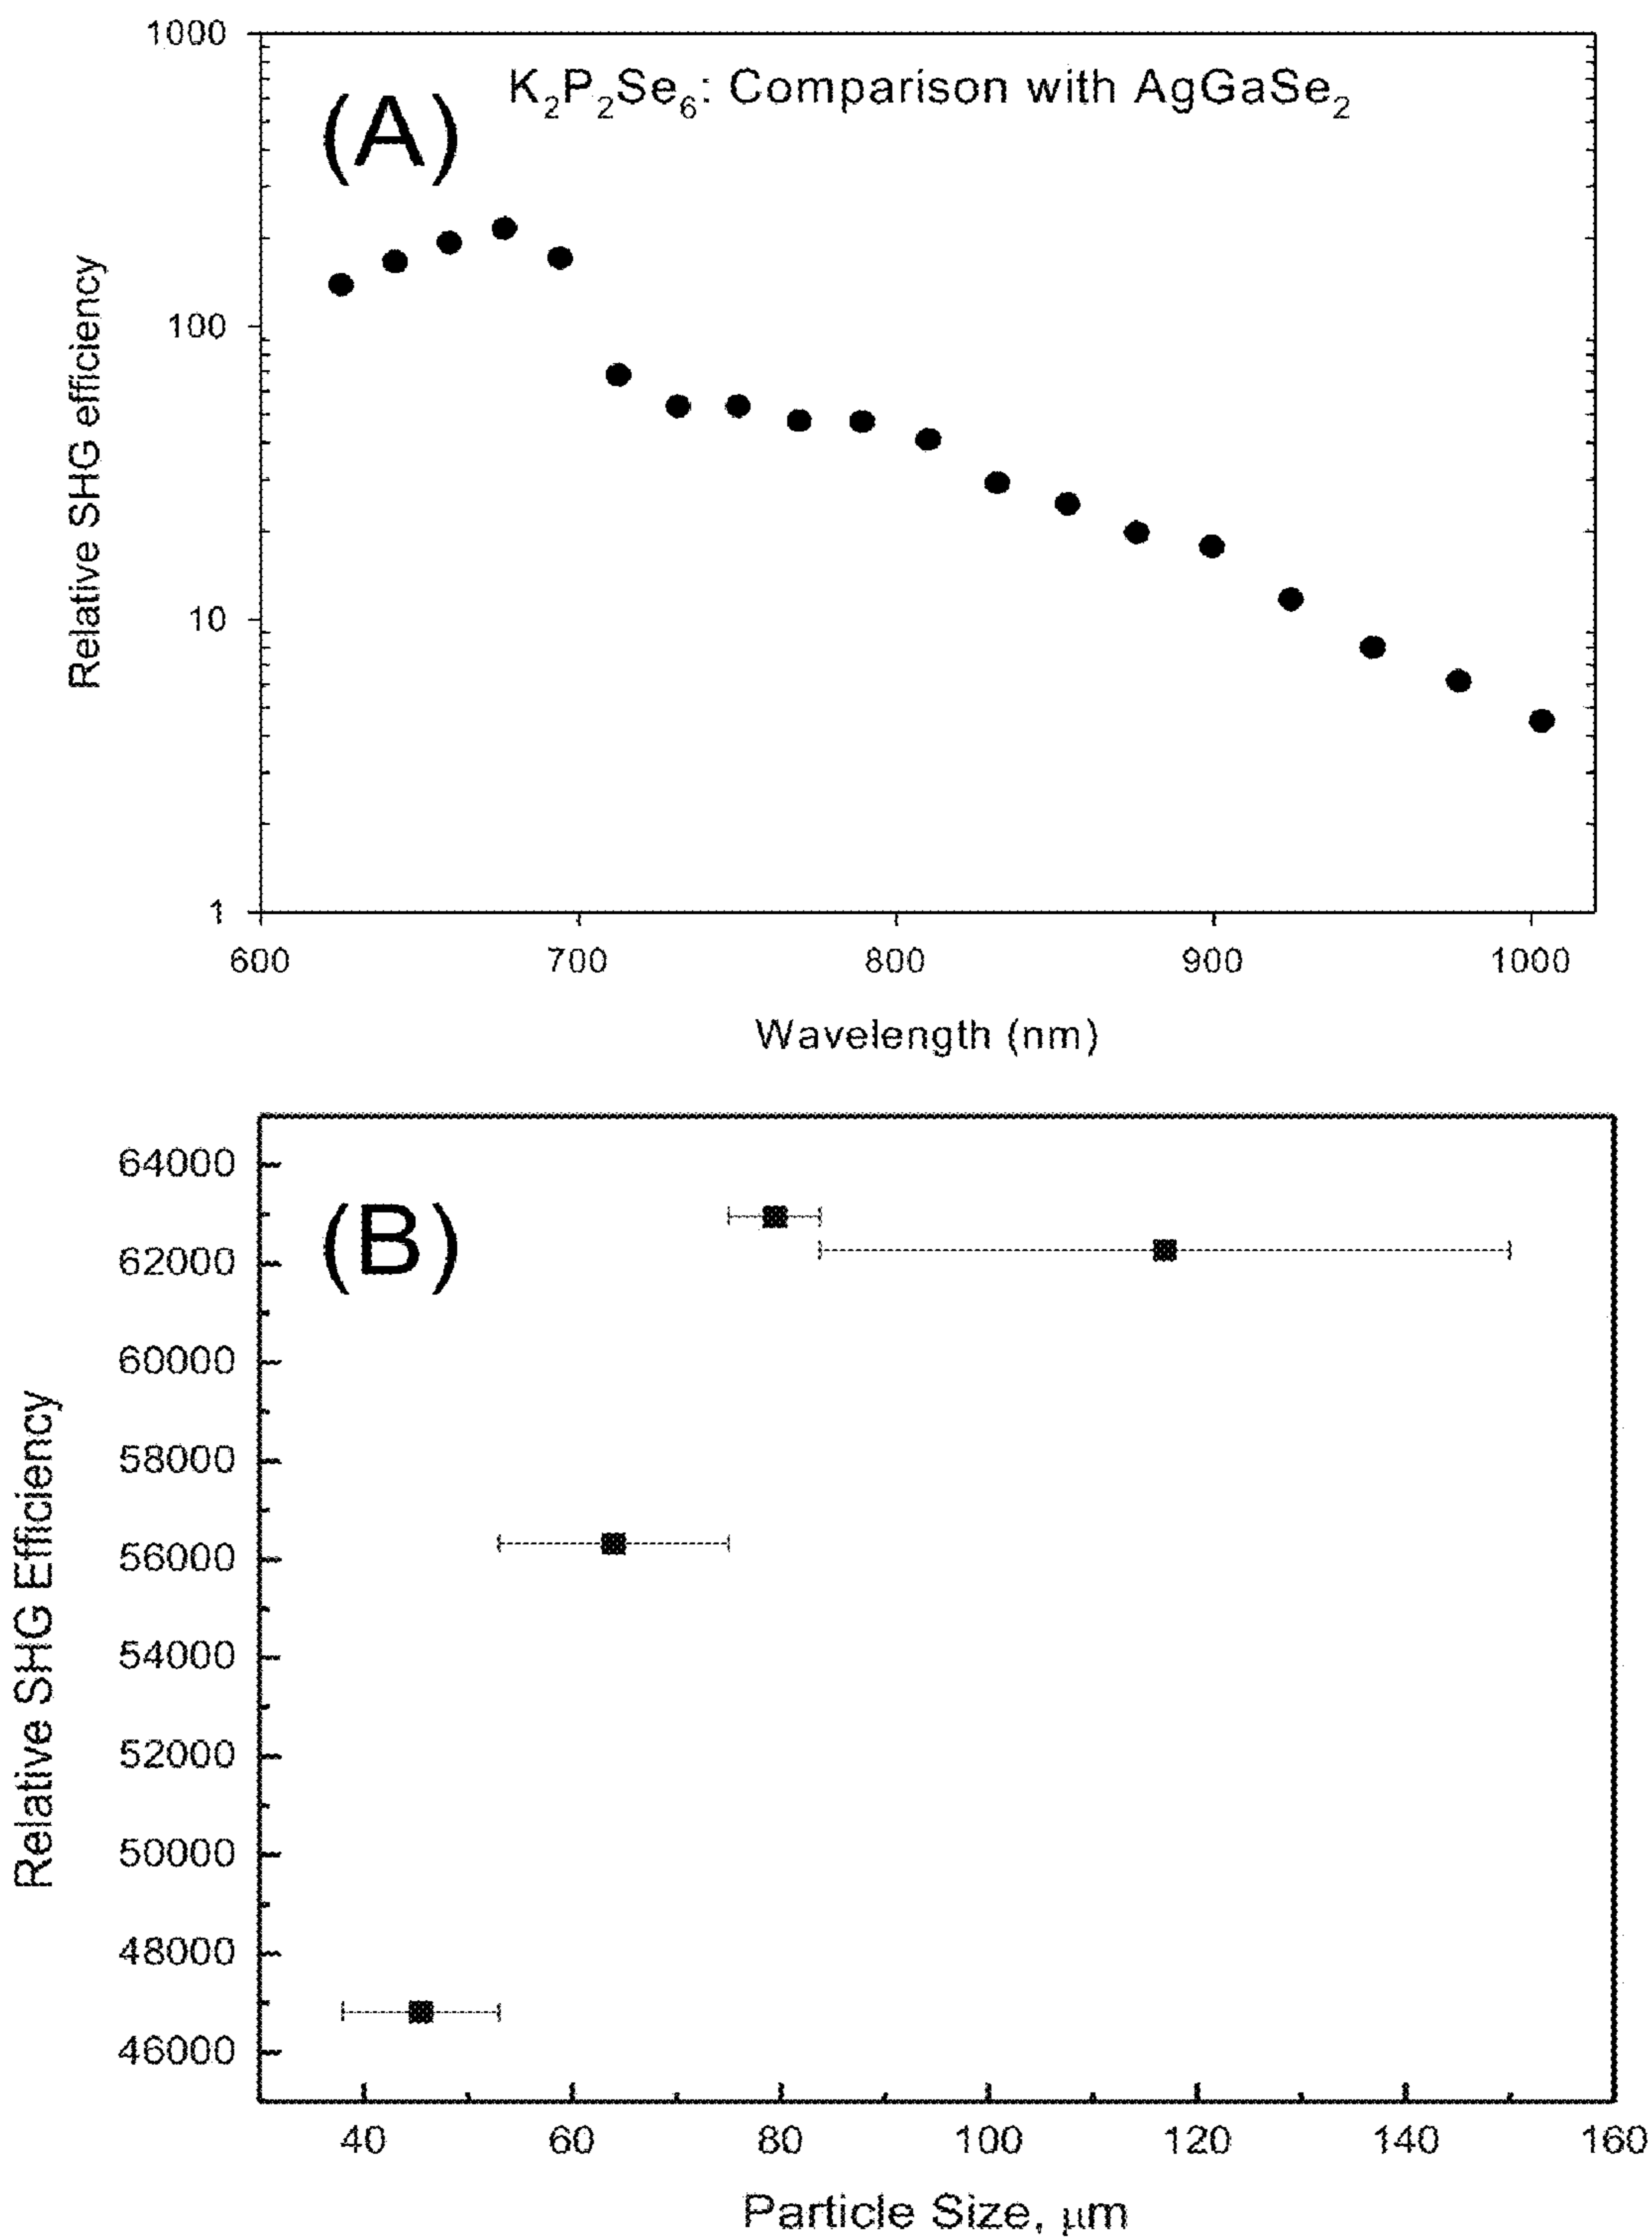 1000
(A)
K₂P₂Se₆: Comparison with AgGaSe₂
100
10
1
Relative SHG efficiency
600 700 800 900 1000
Wavelength (nm)
64000
(B)
62000
60000
58000
56000
54000
52000
50000
48000
46000
Relative SHG Efficiency
40 60 80 100 120 140 160
Particle Size, μm